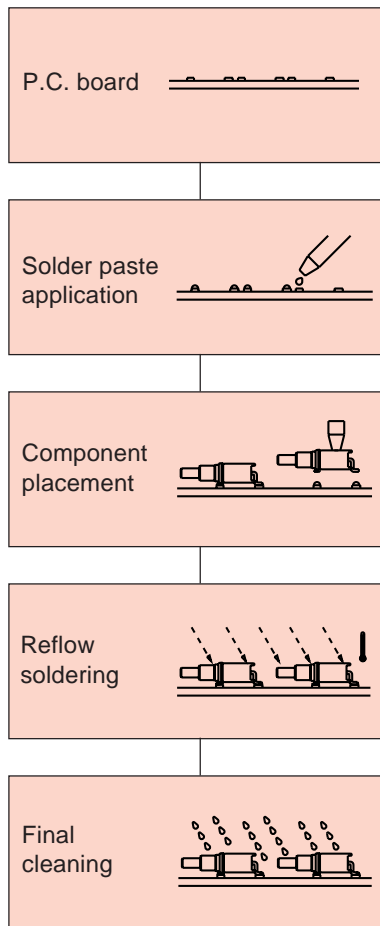 P.C. board
Solder paste
application
Component
placement
Reflow
soldering
Final
cleaning